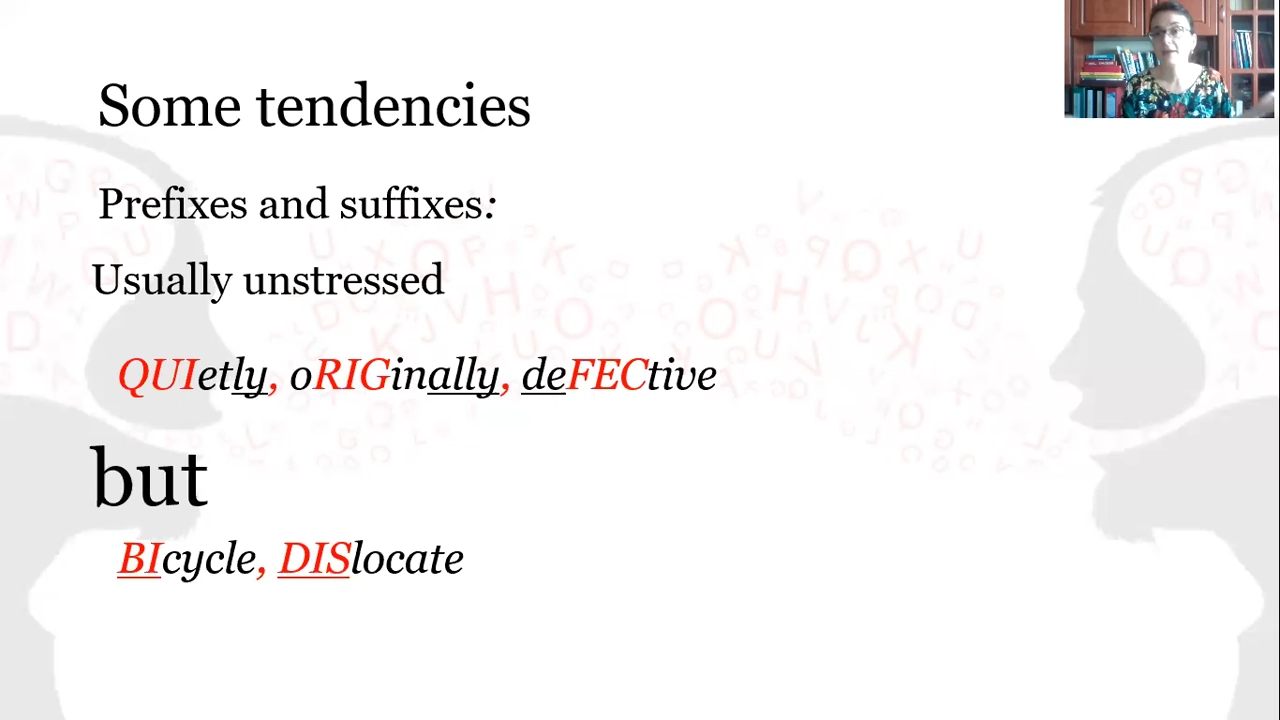 Some tendencies
Prefixes and suffixes:
Usually unstressed
QUIetly, oRIGinally, deFECtive
but
BIcycle, DISlocate